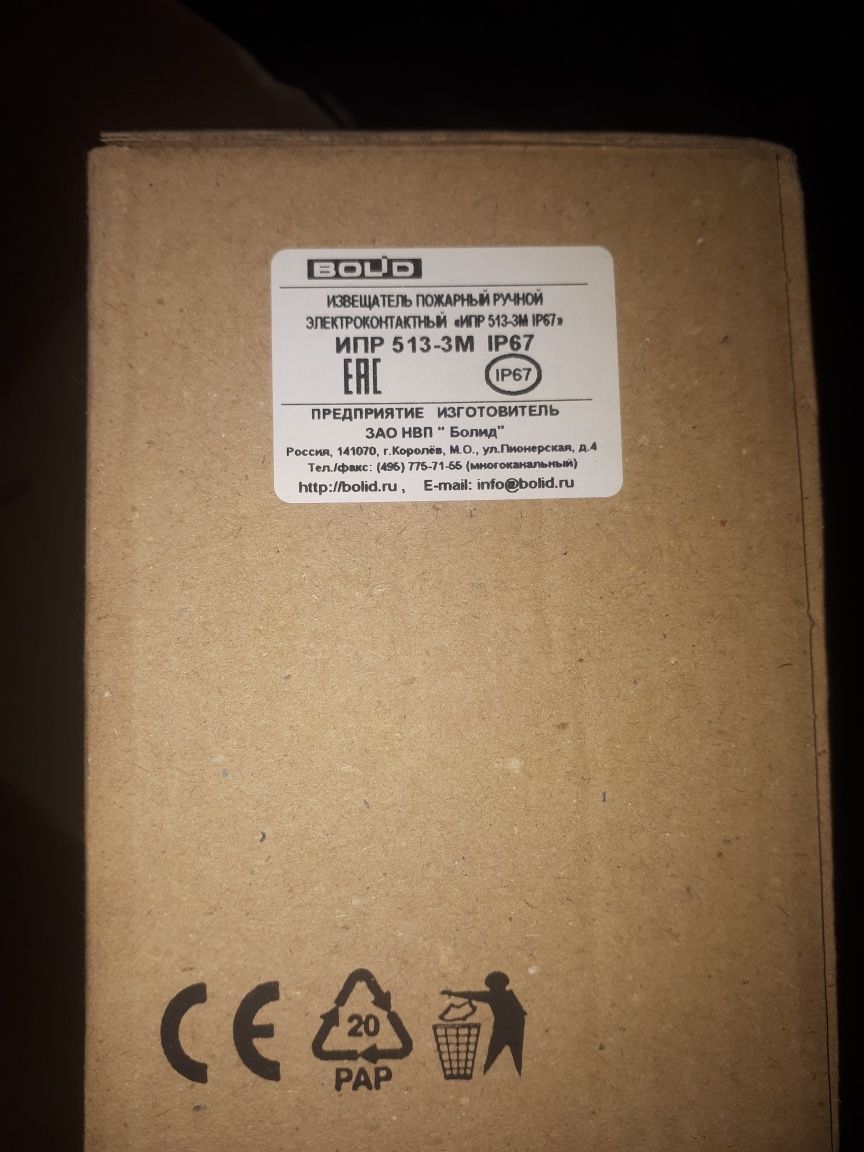 BOLID
ИЗВЕЩАТЕЛЬ ПОЖАРНЫЙ РУЧНОЙ
ЭЛЕКТРОКОНТАКТНЫЙ «ИПР 513-3М IP67»
ИПР 513-3М IP67
EAC IP67
ПРЕДПРИЯТИЕ ИЗГОТОВИТЕЛЬ
ЗАО НВП " Болид"
Россия, 141070, г.Королёв, М.О., ул.Пионерская, д.4
Тел./факс: (495) 775-71-55 (многоканальный)
http://bolid.ru , E-mail: info@bolid.ru
CE 20
PAP